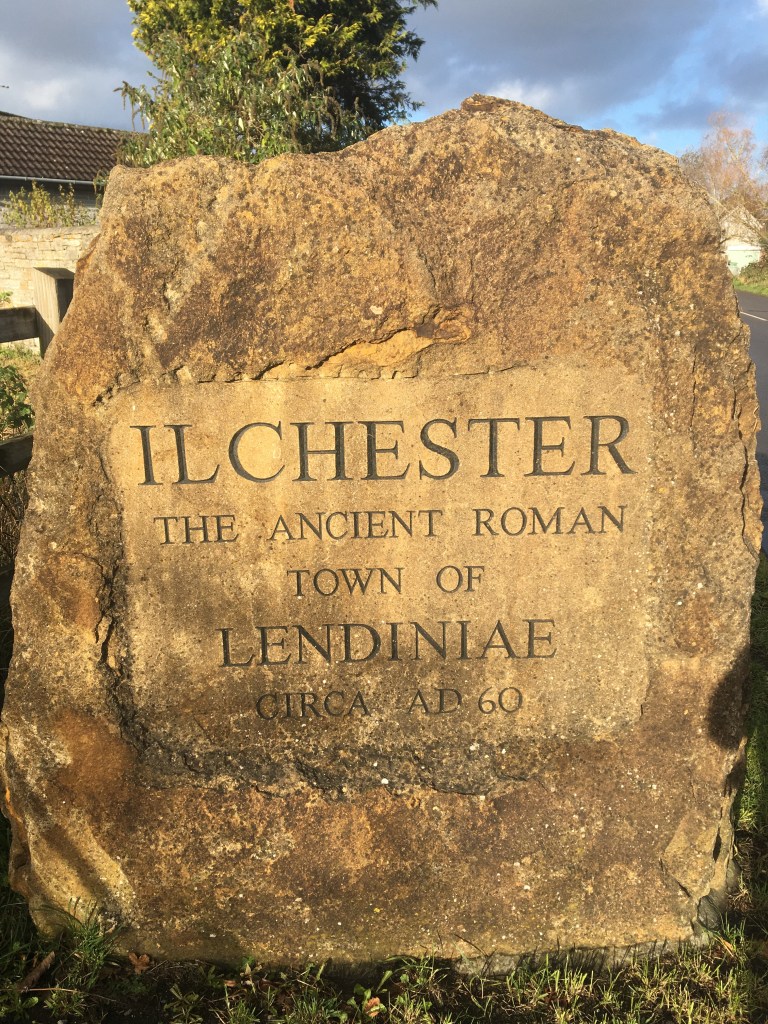 ILCHESTER
THE ANCIENT ROMAN
TOWN OF
LENDINIAE
CIRCA AD 60